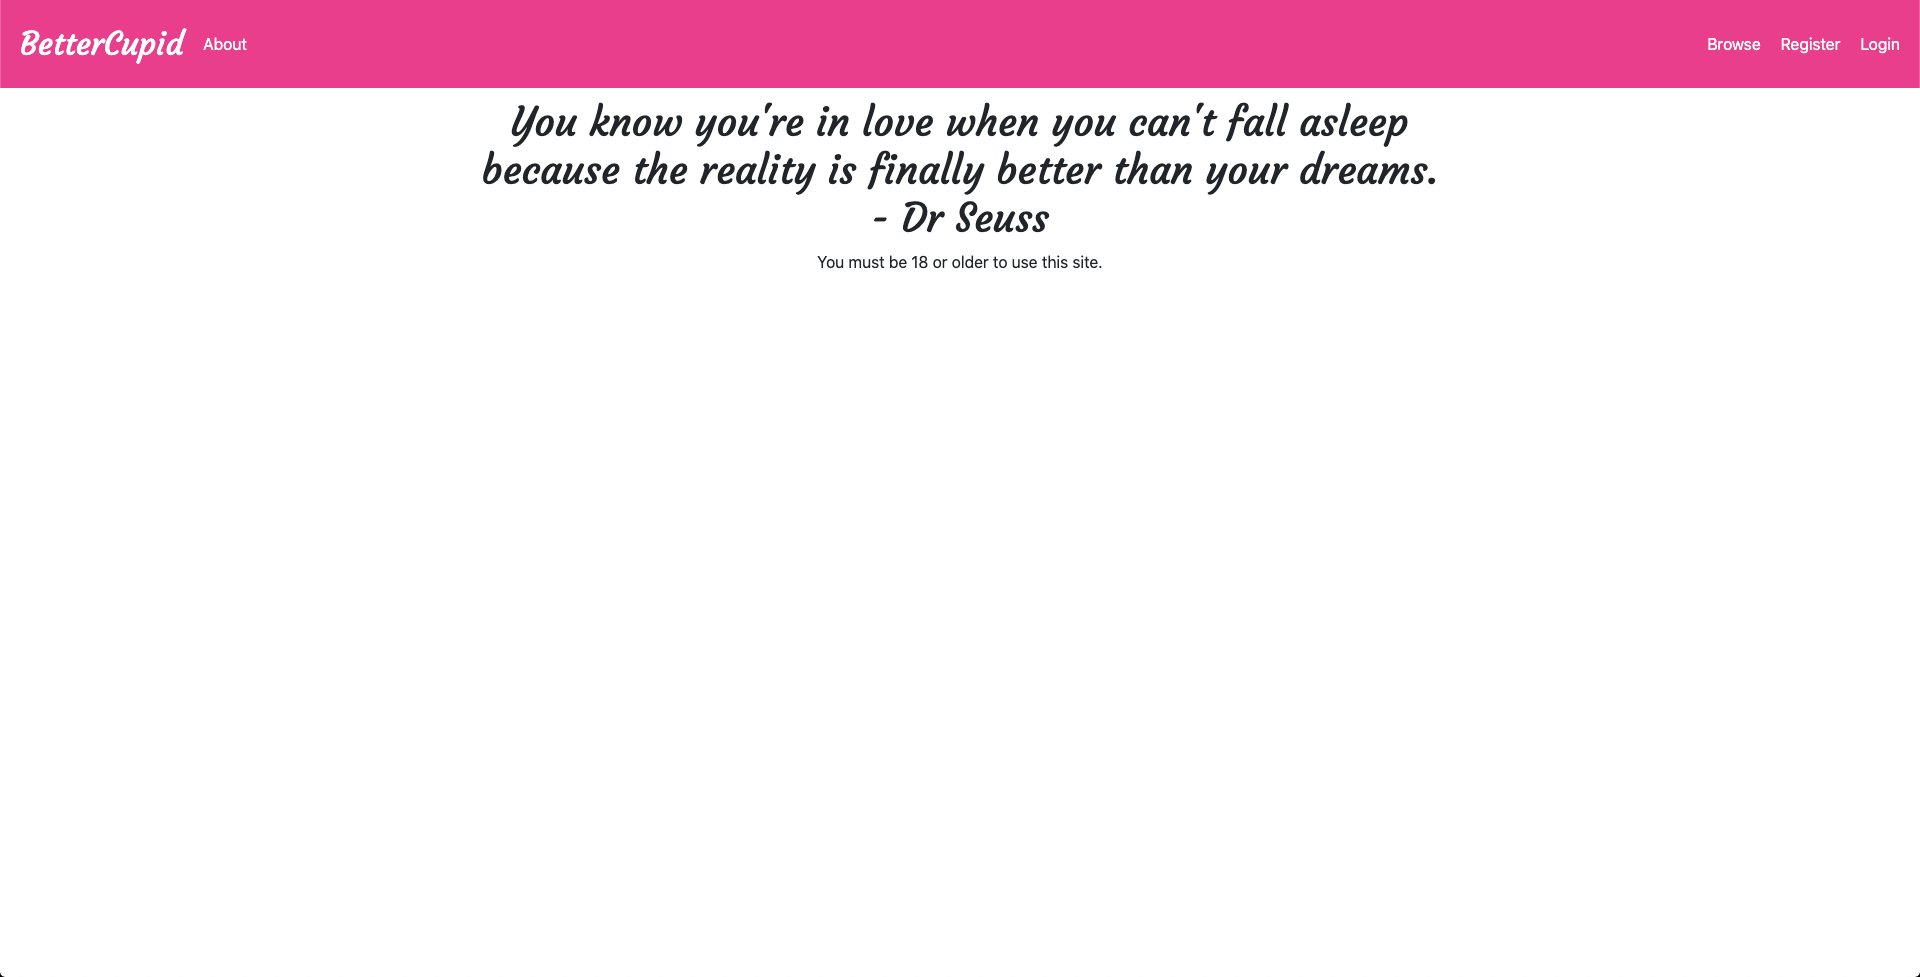 BetterCupid About Browse Register Login
You know you're in love when you can't fall asleep
because the reality is finally better than your dreams.
- Dr Seuss
You must be 18 or older to use this site.